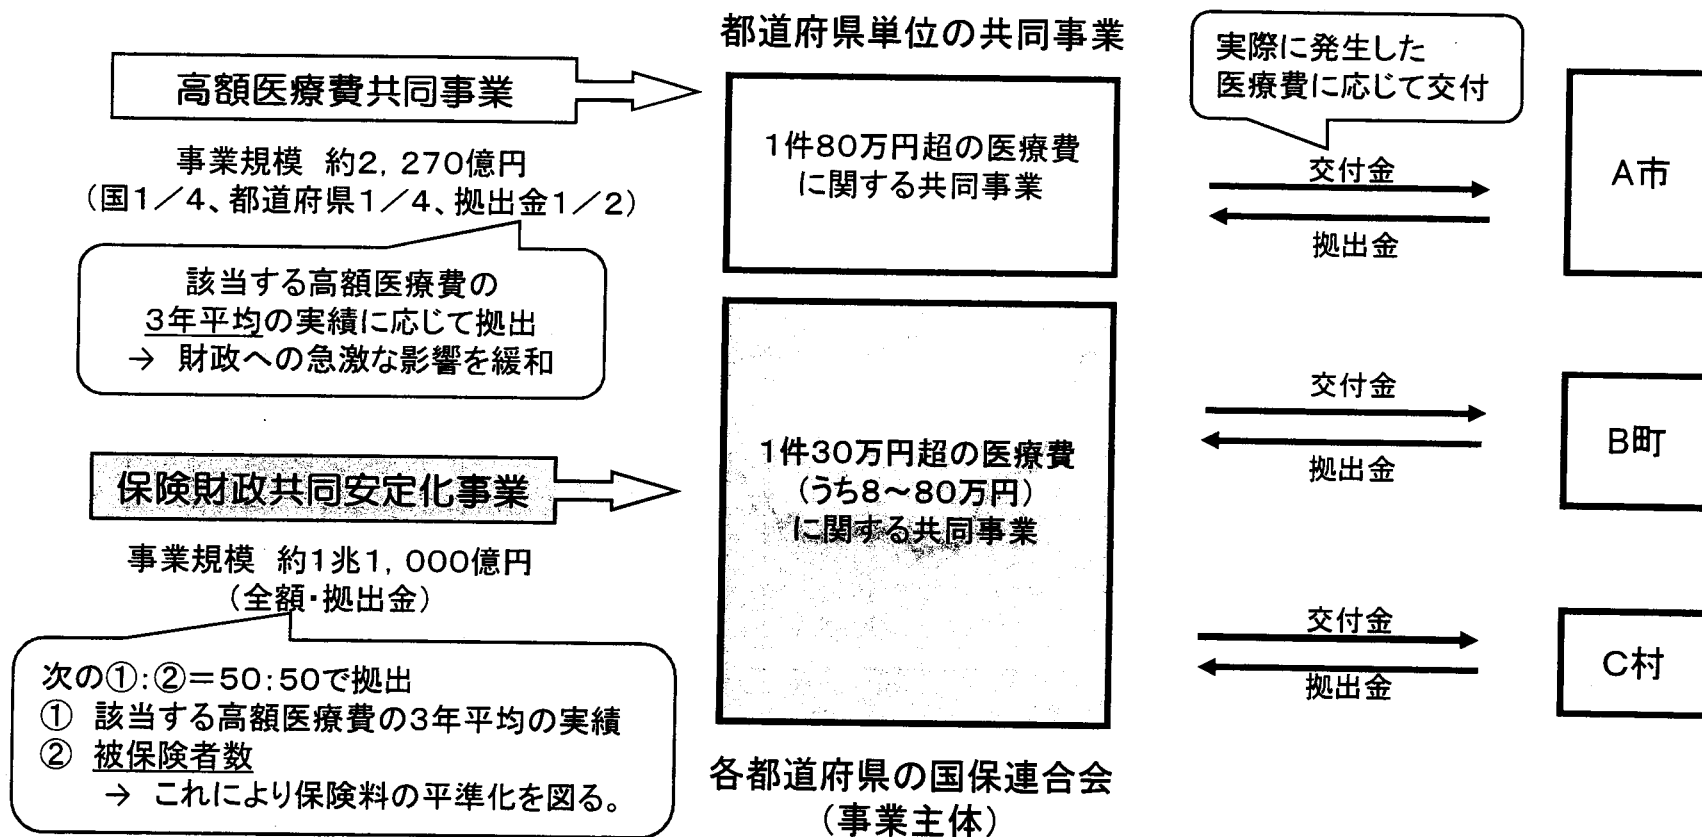 都道府県単位の共同事業
高額医療費共同事業
事業規模 約2,270億円
(国1/4、都道府県1/4、拠出金1/2)
該当する高額医療費の
3年平均の実績に応じて拠出
→ 財政への急激な影響を緩和
保険財政共同安定化事業
事業規模 約1兆1,000億円
(全額・拠出金)
次の①:②=50:50で拠出
① 該当する高額医療費の3年平均の実績
② 被保険者数
→ これにより保険料の平準化を図る。
1件80万円超の医療費
に関する共同事業
1件30万円超の医療費
(うち8～80万円)
に関する共同事業
各都道府県の国保連合会
(事業主体)
実際に発生した
医療費に応じて交付
交付金
拠出金
A市
交付金
拠出金
B町
交付金
拠出金
C村